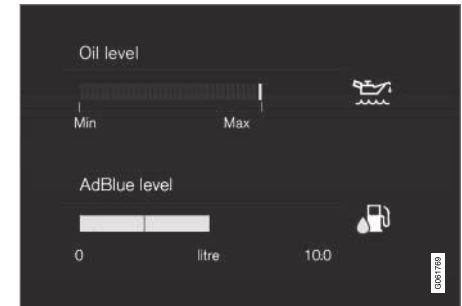 Oil level
Min Max
AdBlue level
0 litre 10.0
G061769